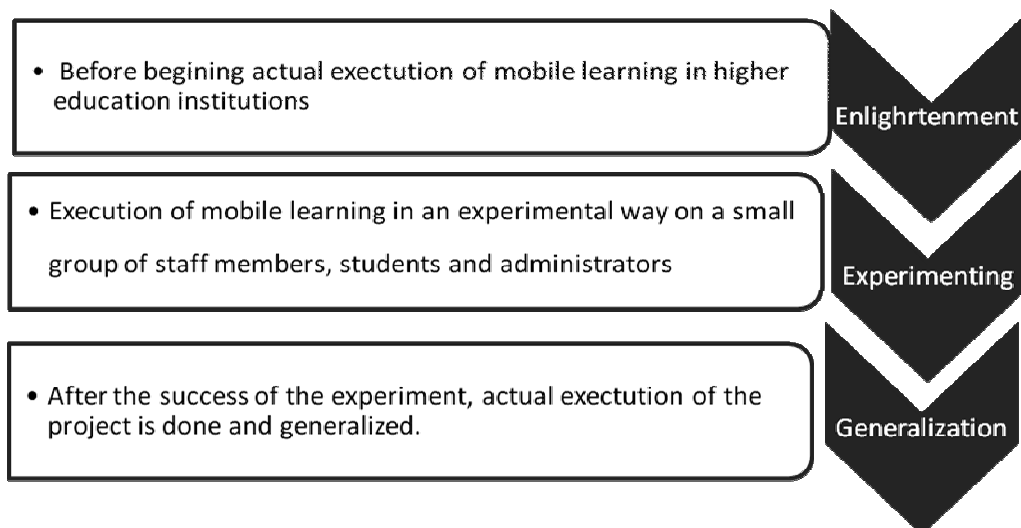 • Before begining actual exectution of mobile learning in higher
education institutions
Enlighrtenment
• Execution of mobile learning in an experimental way on a small
group of staff members, students and administrators
Experimenting
• After the success of the experiment, actual exectution of the
project is done and generalized.
Generalization